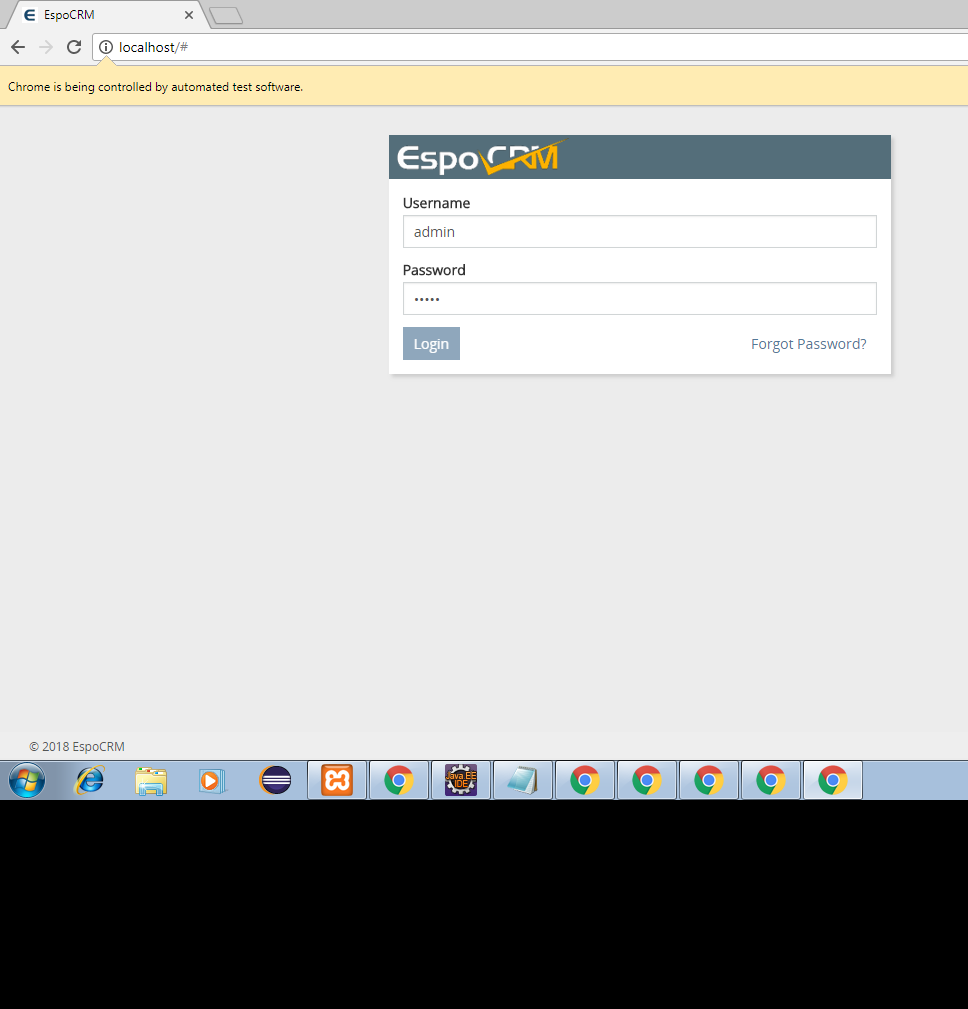 EspoCRM
localhost/#
Chrome is being controlled by automated test software.
EspoCRM
Username
admin
Password
•••••
Login Forgot Password?
© 2018 EspoCRM
Java EE
IDE